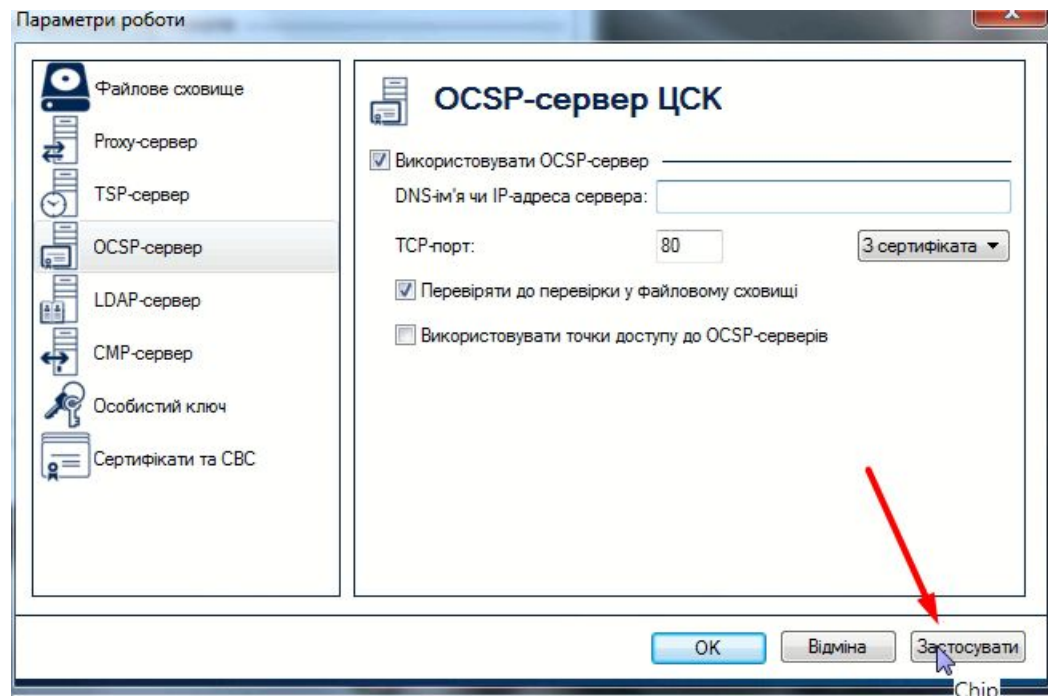 Параметри роботи
Файлове сховище
Proxy-сервер
TSP-сервер
OCSP-сервер
LDAP-сервер
CMP-сервер
Особистий ключ
Сертифікати та СВС
OCSP-сервер ЦСК
Використовувати OCSP-сервер
DNS-ім'я чи IP-адреса сервера:
TCP-порт: 80 З сертифіката
Перевіряти до перевірки у файловому сховищі
Використовувати точки доступу до OCSP-серверів
OK Відміна Застосувати
Chip